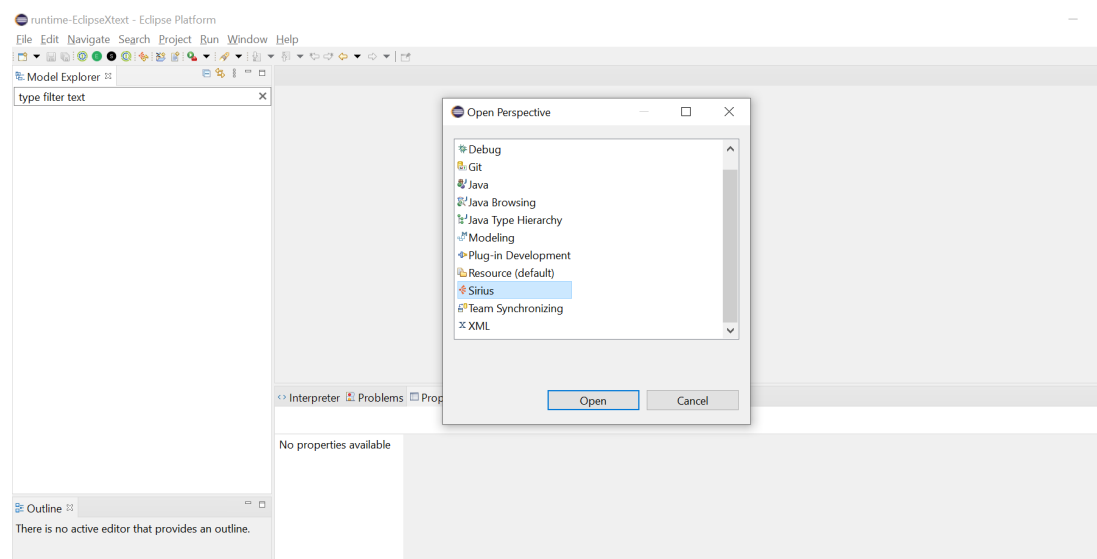 runtime-EclipseXtext - Eclipse Platform
File Edit Navigate Search Project Run Window Help
Model Explorer
type filter text
Open Perspective
Debug
Git
Java
Java Browsing
Java Type Hierarchy
Modeling
Plug-in Development
Resource (default)
Sirius
Team Synchronizing
XML
Open Cancel
Interpreter Problems Prop
No properties available
Outline
There is no active editor that provides an outline.